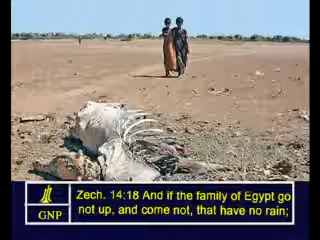 Zech. 14:18 And if the family of Egypt go
not up, and come not, that have no rain;
GNP